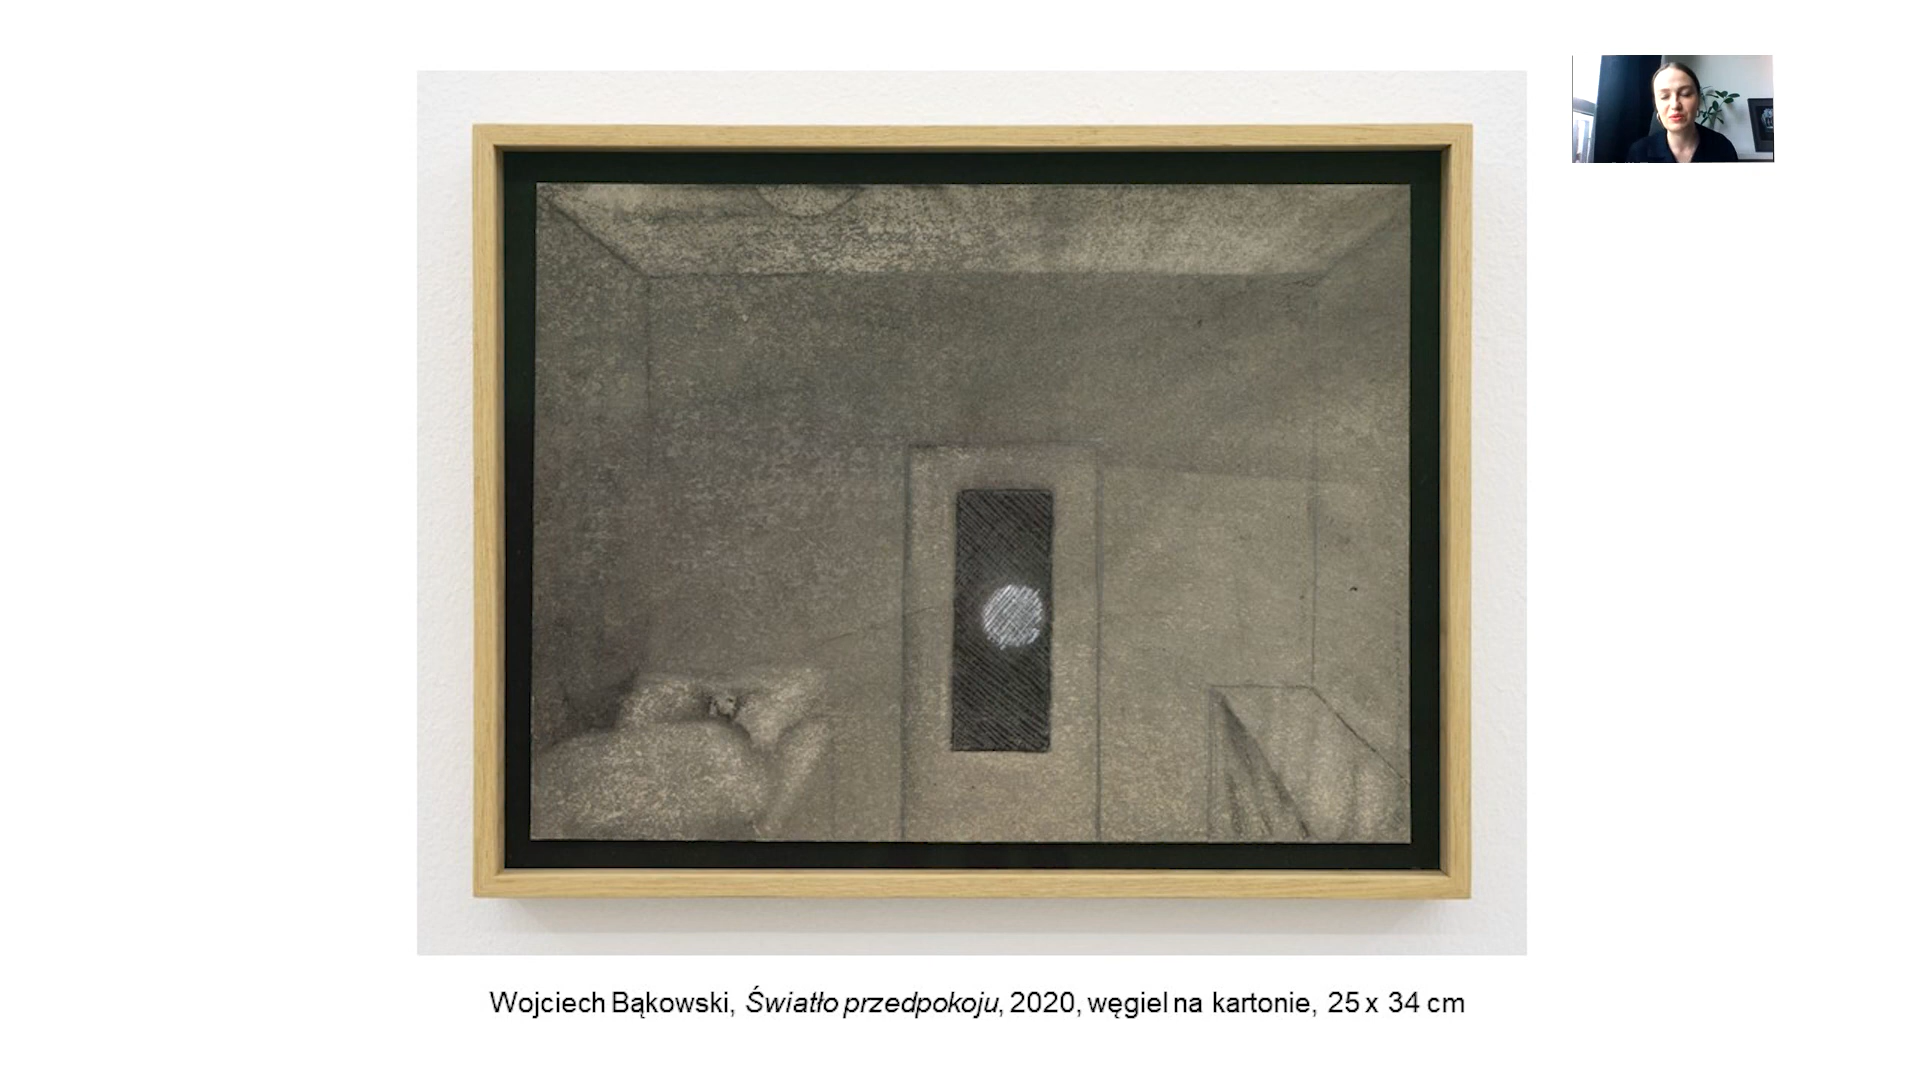 Wojciech Bąkowski, Światło przedpokoju, 2020, węgiel na kartonie, 25 x 34 cm